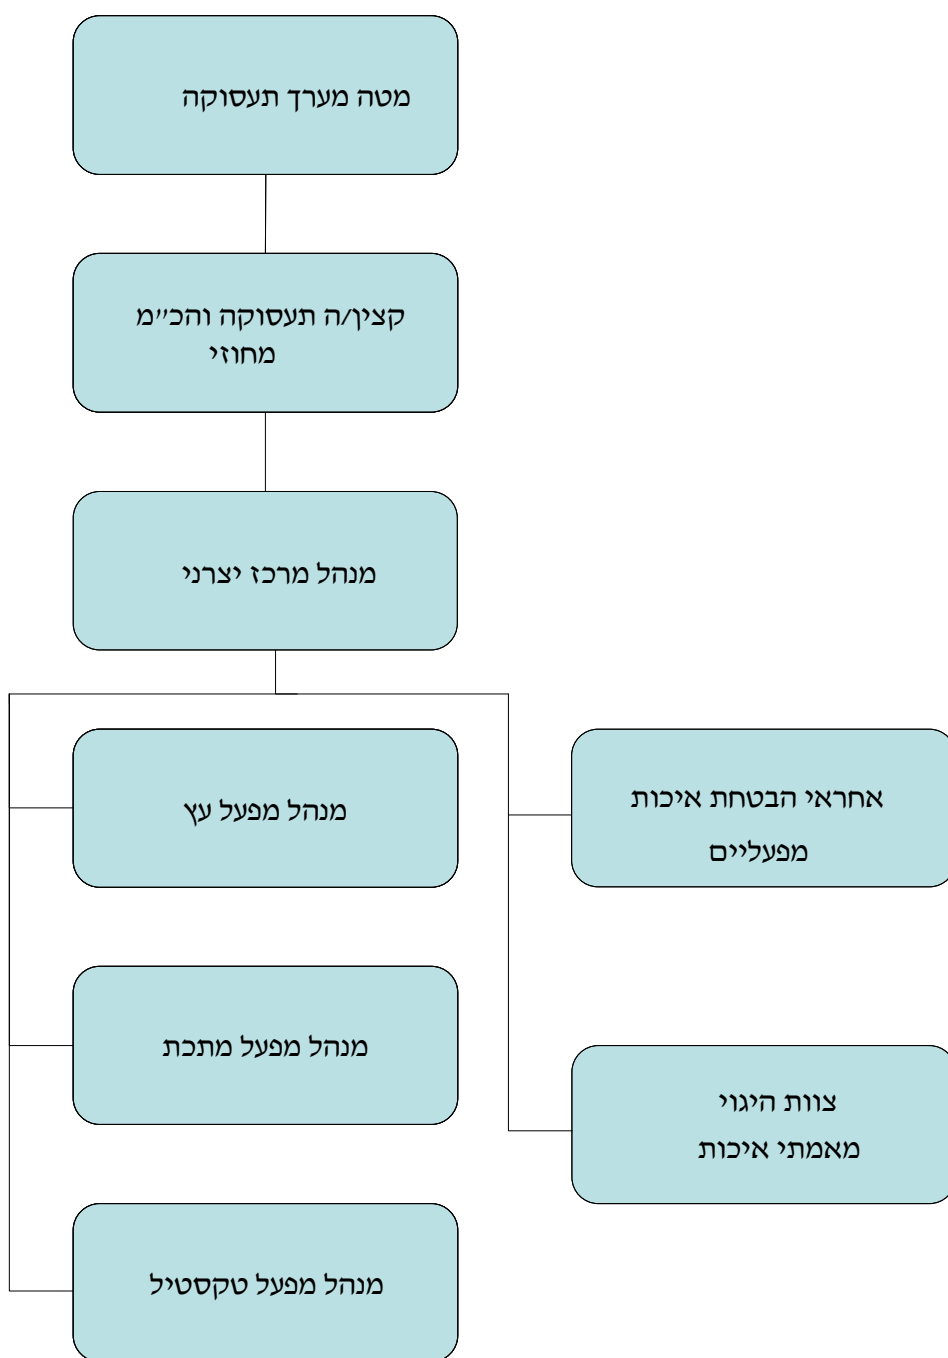 מטה מערך תעסוקה
קצין/ה תעסוקה והכ״מ
מחוזי
מנהל מרכז יצרני
אחראי הבטחת איכות
מפעליים
מנהל מפעל עץ
צוות היגוי
מאמתי איכות
מנהל מפעל מתכת
מנהל מפעל טקסטיל